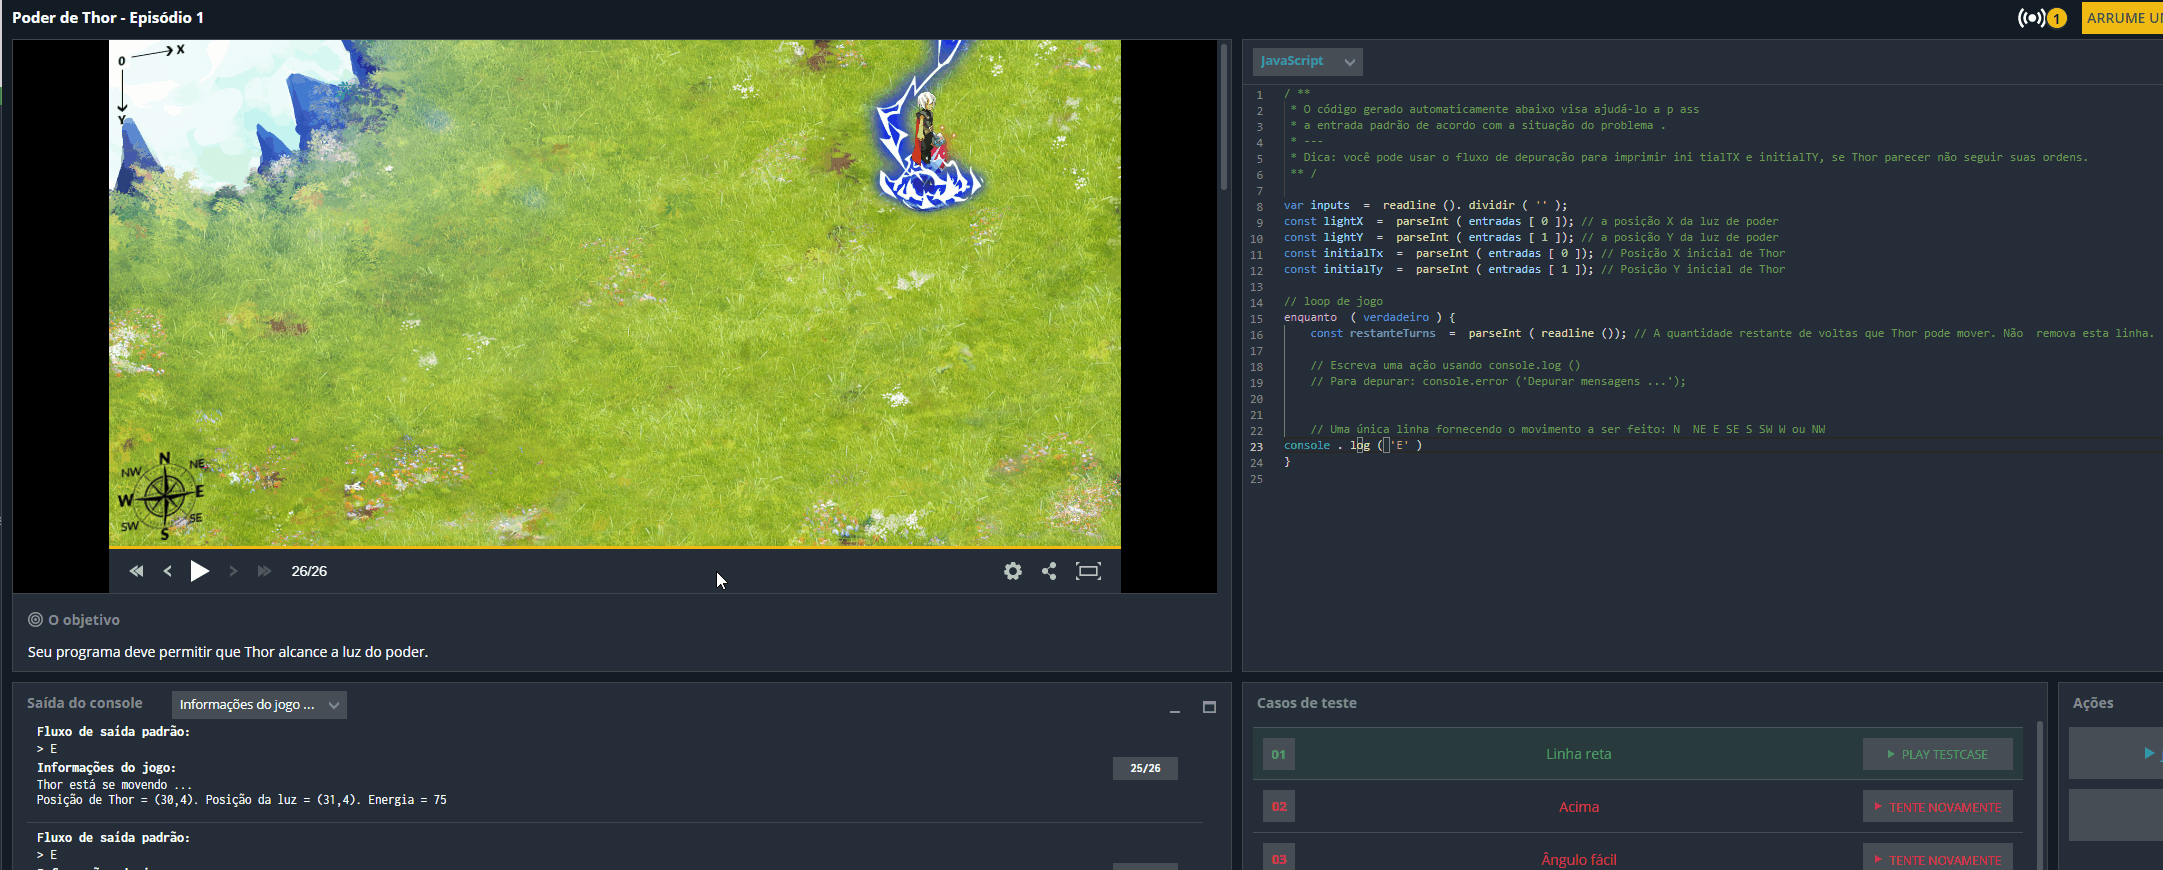 Poder de Thor - Episódio 1
1
ARRUME UM
0
X
Y
N
NW
NE
W
E
SW
SE
S
26/26
O objetivo
Seu programa deve permitir que Thor alcance a luz do poder.
JavaScript
1 / **
2 * O código gerado automaticamente abaixo visa ajudá-lo a p ass
3 * a entrada padrão de acordo com a situação do problema .
4 * ---
5 * Dica: você pode usar o fluxo de depuração para imprimir ini tialTX e initialTY, se Thor parecer não seguir suas ordens.
6 ** /
7
8 var inputs = readline (). dividir ( '' );
9 const lightX = parseInt ( entradas [ 0 ]); // a posição X da luz de poder
10 const lightY = parseInt ( entradas [ 1 ]); // a posição Y da luz de poder
11 const initialTx = parseInt ( entradas [ 0 ]); // Posição X inicial de Thor
12 const initialTy = parseInt ( entradas [ 1 ]); // Posição Y inicial de Thor
13
14 // loop de jogo
15 enquanto ( verdadeiro ) {
16 const restanteTurns = parseInt ( readline ()); // A quantidade restante de voltas que Thor pode mover. Não remova esta linha.
17
18 // Escreva uma ação usando console.log ()
19 // Para depurar: console.error ('Depurar mensagens ...');
20
21
22 // Uma única linha fornecendo o movimento a ser feito: N NE E SE S SW W ou NW
23 console . log ( 'E' )
24 }
25
Saída do console
Informações do jogo ...
Fluxo de saída padrão:
> E
Informações do jogo:
25/26
Thor está se movendo ...
Posição de Thor = (30,4). Posição da luz = (31,4). Energia = 75
Fluxo de saída padrão:
> E
Casos de teste
01 Linha reta PLAY TESTCASE
02 Acima TENTE NOVAMENTE
03 Ângulo fácil TENTE NOVAMENTE
Ações